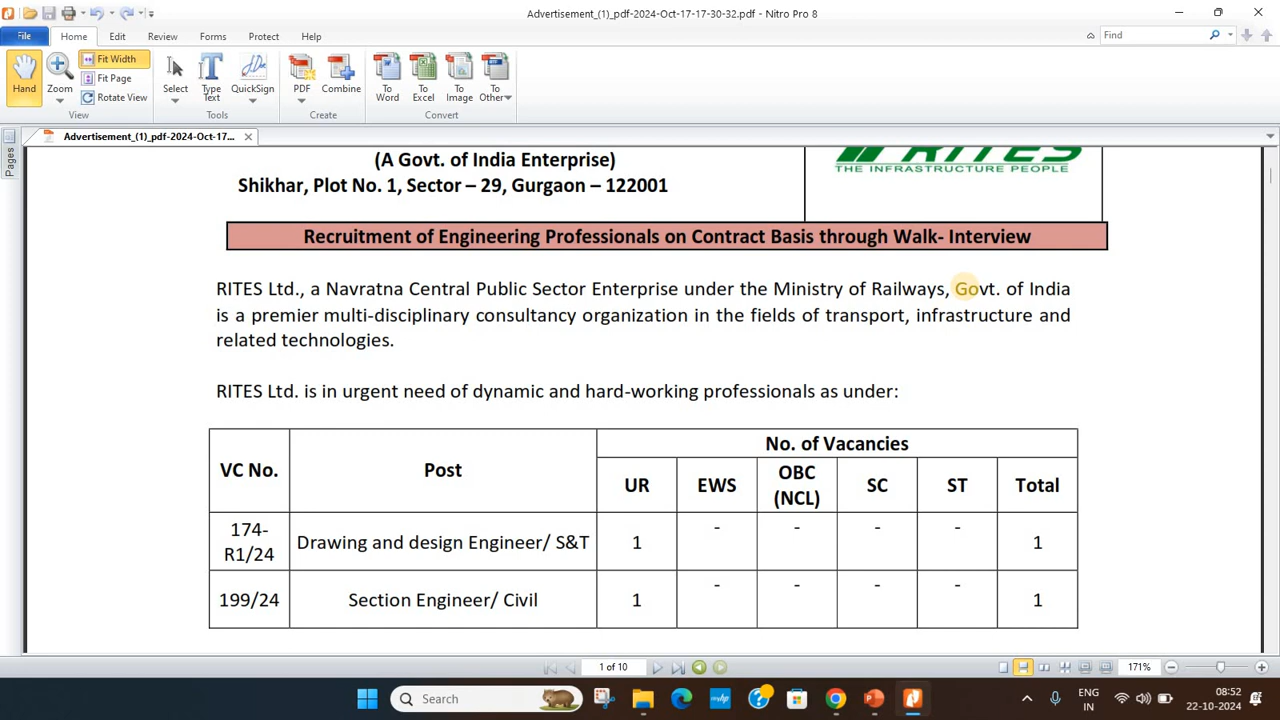 Advertisement_(1)_pdf-2024-Oct-17-17-30-32.pdf - Nitro Pro 8
File Home Edit Review Forms Protect Help Find
Hand Zoom Fit Width Fit Page Rotate View Select Type Text QuickSign PDF Combine To Word To Excel To Image To Other
View Tools Create Convert
Pages
Advertisement_(1)_pdf-2024-Oct-17...
(A Govt. of India Enterprise)
Shikhar, Plot No. 1, Sector – 29, Gurgaon – 122001
RITES
THE INFRASTRUCTURE PEOPLE
Recruitment of Engineering Professionals on Contract Basis through Walk- Interview
RITES Ltd., a Navratna Central Public Sector Enterprise under the Ministry of Railways, Govt. of India
is a premier multi-disciplinary consultancy organization in the fields of transport, infrastructure and
related technologies.
RITES Ltd. is in urgent need of dynamic and hard-working professionals as under:
VC No. Post No. of Vacancies
UR EWS OBC (NCL) SC ST Total
174-R1/24 Drawing and design Engineer/ S&T 1 - - - - 1
199/24 Section Engineer/ Civil 1 - - - - 1
1 of 10 171%
Search
hp
ENG
IN
08:52
22-10-2024